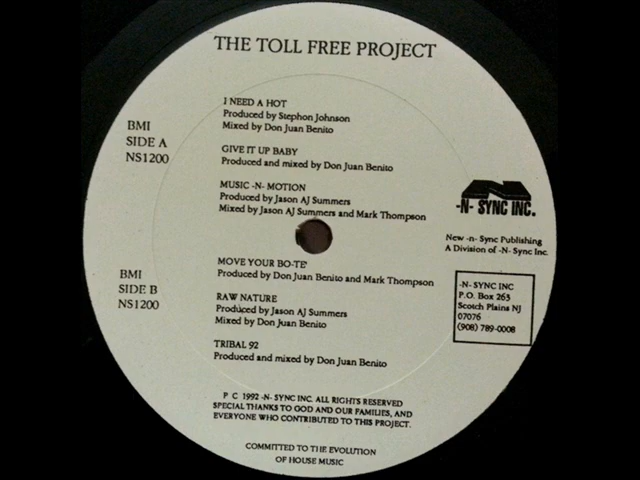 THE TOLL FREE PROJECT
BMI
SIDE A
NS1200
I NEED A HOT
Produced by Stephon Johnson
Mixed by Don Juan Benito
GIVE IT UP BABY
Produced and mixed by Don Juan Benito
MUSIC -N- MOTION
Produced by Jason AJ Summers
Mixed by Jason AJ Summers and Mark Thompson
-N- SYNC INC.
New -n- Sync Publishing
A Division of -N- Sync Inc.
BMI
SIDE B
NS1200
MOVE YOUR BO-TE'
Produced by Don Juan Benito and Mark Thompson
RAW NATURE
Produced by Jason AJ Summers
Mixed by Don Juan Benito
TRIBAL 92
Produced and mixed by Don Juan Benito
-N- SYNC INC
P.O. Box 263
Scotch Plains NJ
07076
(908) 789-0008
P C 1992 -N- SYNC INC. ALL RIGHTS RESERVED
SPECIAL THANKS TO GOD AND OUR FAMILIES, AND
EVERYONE WHO CONTRIBUTED TO THIS PROJECT.
COMMITTED TO THE EVOLUTION
OF HOUSE MUSIC